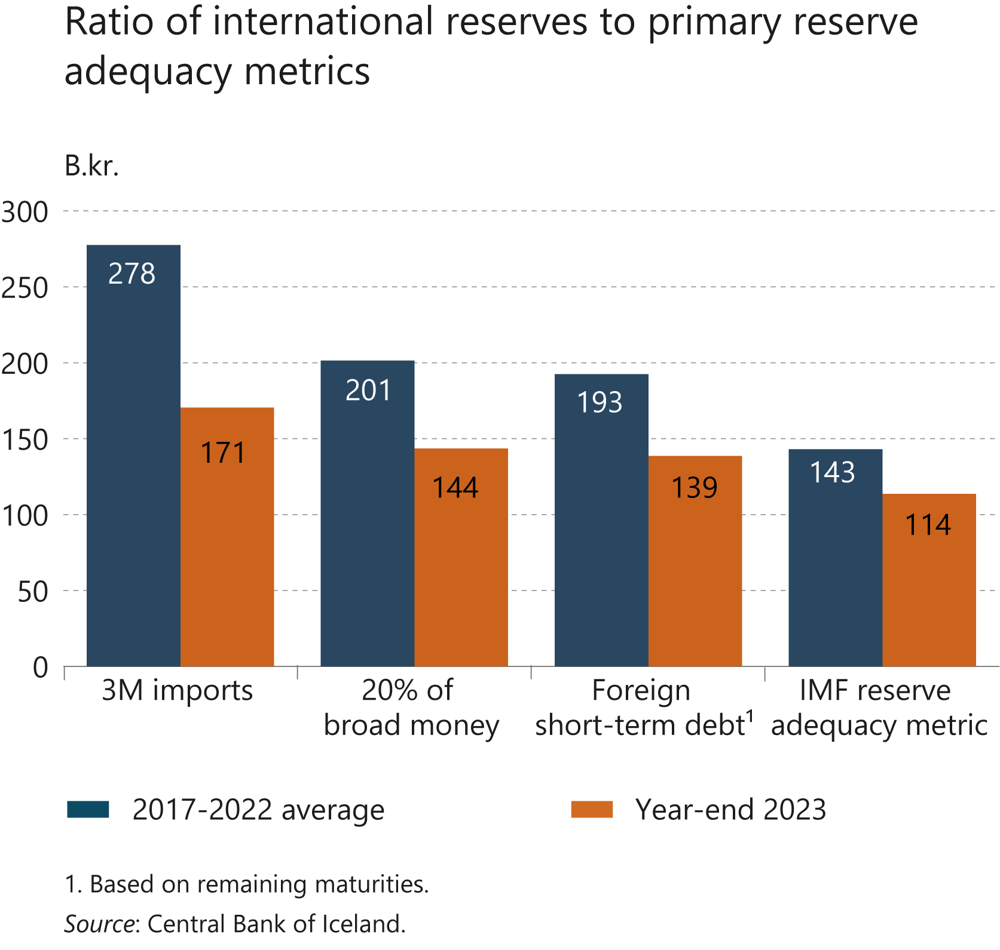 Ratio of international reserves to primary reserve
adequacy metrics
B.kr.
300
250
200
150
100
50
0
278
171
201
144
193
139
143
114
3M imports
20% of
broad money
Foreign
short-term debt¹
IMF reserve
adequacy metric
2017-2022 average
Year-end 2023
1. Based on remaining maturities.
Source: Central Bank of Iceland.